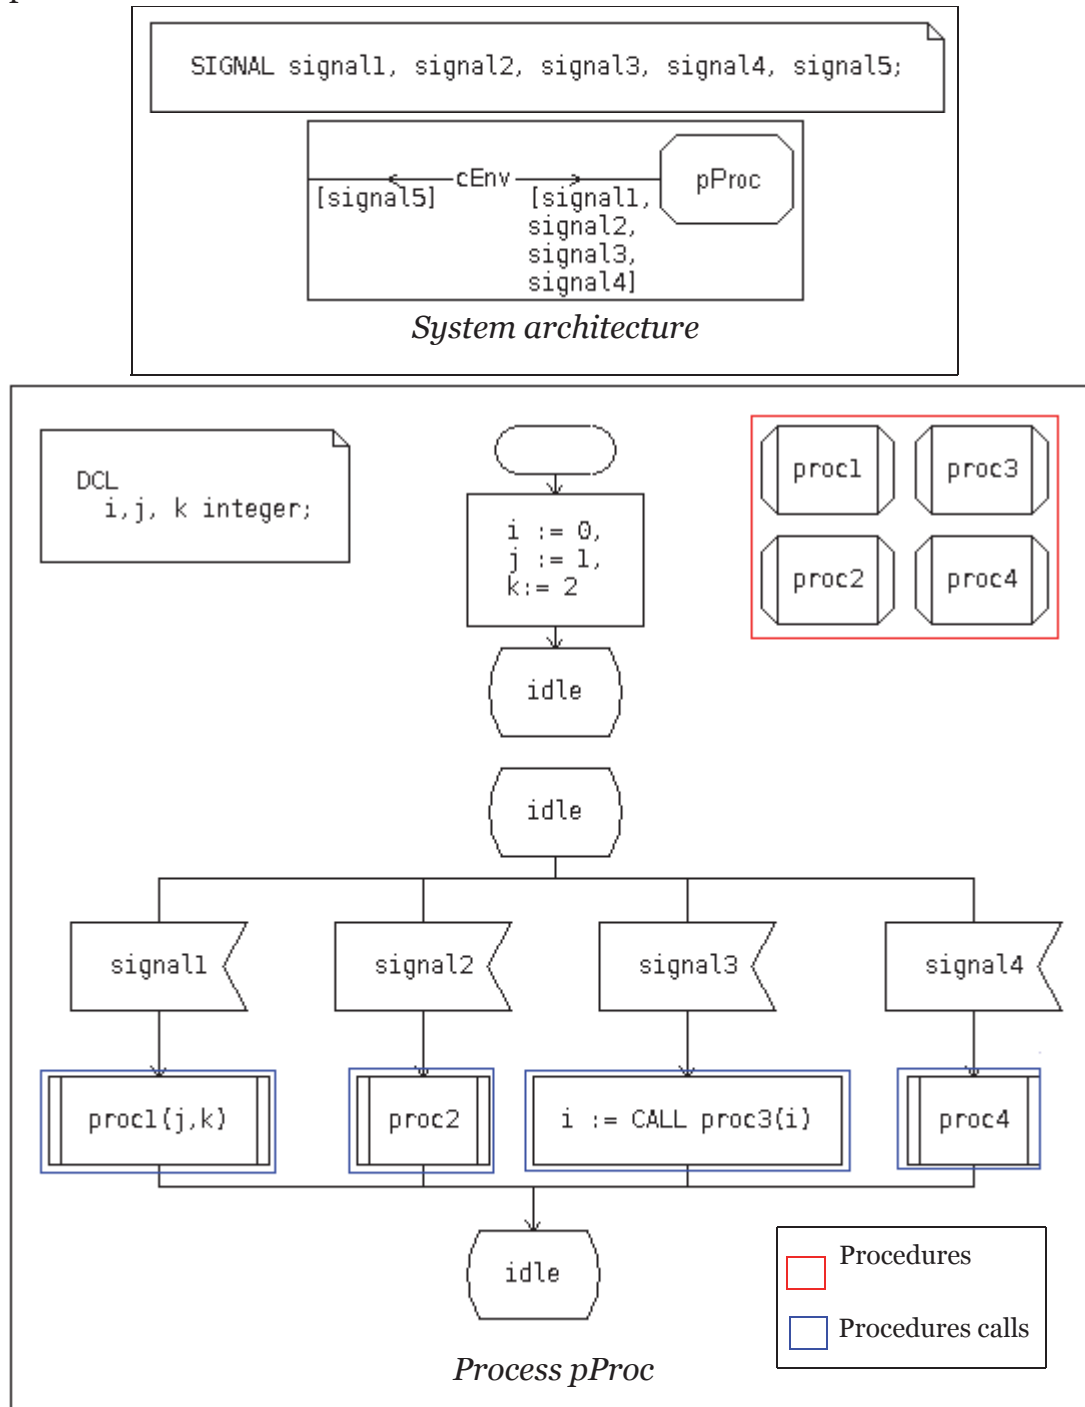 SIGNAL signal1, signal2, signal3, signal4, signal5;
cEnv
pProc
[signal5]
[signal1,
signal2,
signal3,
signal4]
System architecture
DCL
i,j, k integer;
i := 0,
j := 1,
k:= 2
proc1
proc3
proc2
proc4
idle
idle
signal1
signal2
signal3
signal4
proc1(j,k)
proc2
i := CALL proc3(i)
proc4
idle
Procedures
Procedures calls
Process pProc